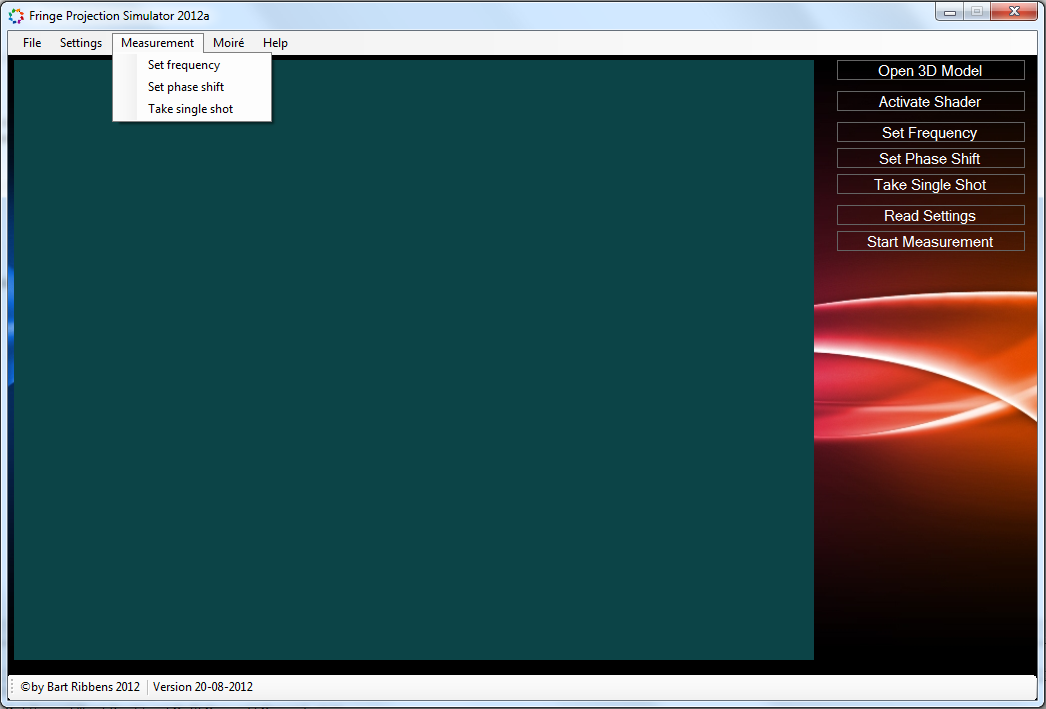 Fringe Projection Simulator 2012a
File Settings Measurement Moiré Help
Set frequency
Set phase shift
Take single shot
Open 3D Model
Activate Shader
Set Frequency
Set Phase Shift
Take Single Shot
Read Settings
Start Measurement
©by Bart Ribbens 2012 Version 20-08-2012